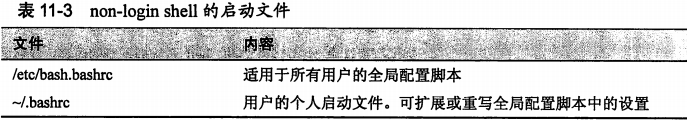 表 11-3 non-login shell 的启动文件
文件 内容
/etc/bash.bashrc 适用于所有用户的全局配置脚本
~/.bashrc 用户的个人启动文件。可扩展或重写全局配置脚本中的设置